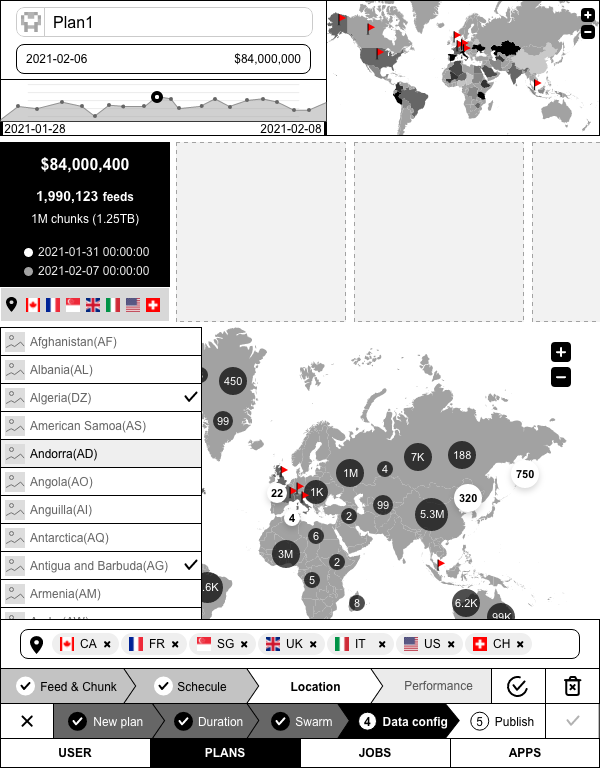 Plan1
2021-02-06 $84,000,000
2021-01-28 2021-02-08
$84,000,400
1,990,123 feeds
1M chunks (1.25TB)
2021-01-31 00:00:00
2021-02-07 00:00:00
Afghanistan(AF)
Albania(AL)
Algeria(DZ)
American Samoa(AS)
Andorra(AD)
Angola(AO)
Anguilla(AI)
Antarctica(AQ)
Antigua and Barbuda(AG)
Armenia(AM)
450
99
7K
188
1M
4
750
22
1K
99
320
4
2
5.3M
6
3M
2
5
.6K
8
6.2K
99K
CA × FR × SG × UK × IT × US × CH ×
Feed & Chunk Schecule Location Performance
New plan Duration Swarm 4 Data config 5 Publish
USER PLANS JOBS APPS